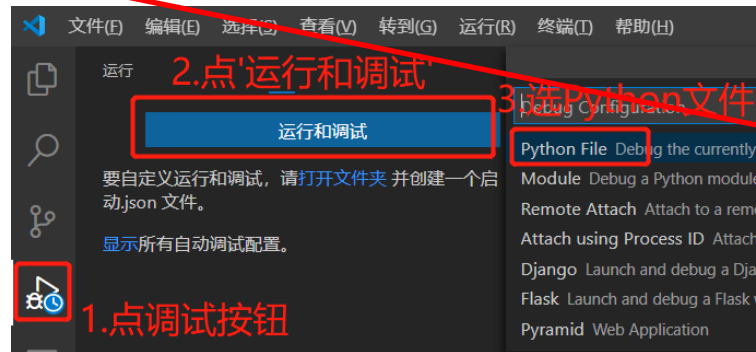 文件(F) 编辑(E) 选择(S) 查看(V) 转到(G) 运行(R) 终端(T) 帮助(H)
运行
2.点'运行和调试'
运行和调试
要自定义运行和调试，请打开文件夹 并创建一个启
动.json 文件。
显示所有自动调试配置。
1.点调试按钮
3.选Python文件
Debug Configuration
Python File Debug the currently
Module Debug a Python module
Remote Attach Attach to a
Attach using Process ID Attach
Django Launch and debug a
Flask Launch and debug a Flask
Pyramid Web Application